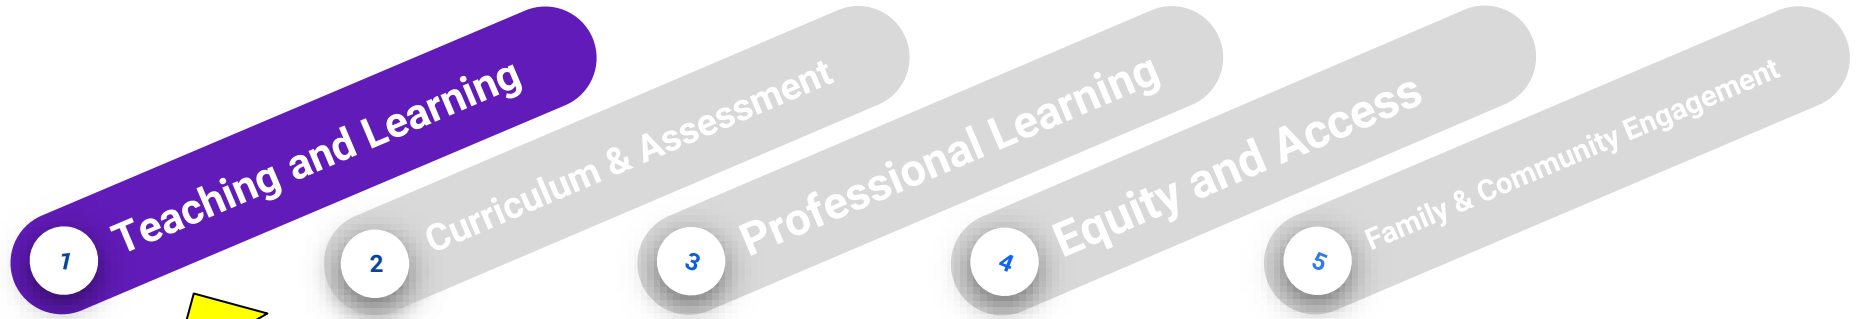 1 Teaching and Learning
2 Curriculum & Assessment
3 Professional Learning
4 Equity and Access
5 Family & Community Engagement